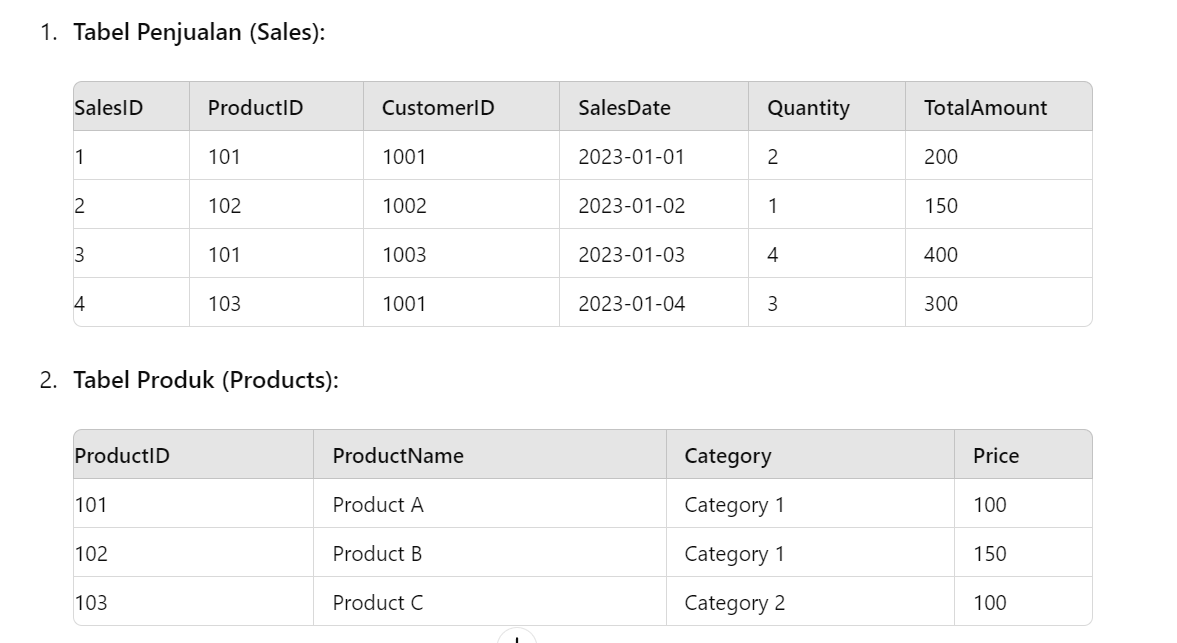 1. Tabel Penjualan (Sales):
SalesID ProductID CustomerID SalesDate Quantity TotalAmount
1 101 1001 2023-01-01 2 200
2 102 1002 2023-01-02 1 150
3 101 1003 2023-01-03 4 400
4 103 1001 2023-01-04 3 300
2. Tabel Produk (Products):
ProductID ProductName Category Price
101 Product A Category 1 100
102 Product B Category 1 150
103 Product C Category 2 100